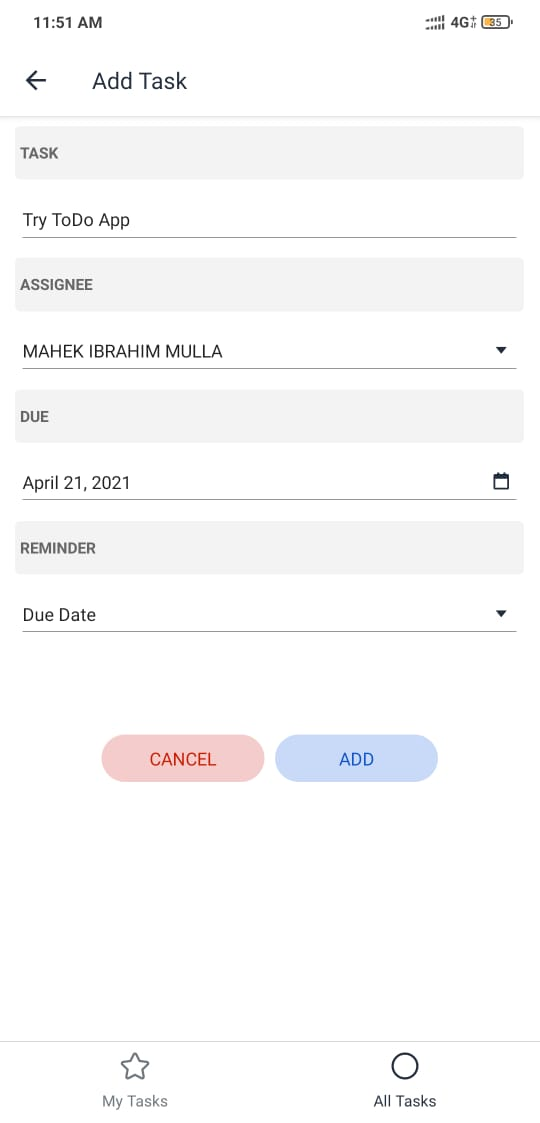 11:51 AM 4G+ 35
Add Task
TASK
Try ToDo App
ASSIGNEE
MAHEK IBRAHIM MULLA
DUE
April 21, 2021
REMINDER
Due Date
CANCEL ADD
My Tasks All Tasks